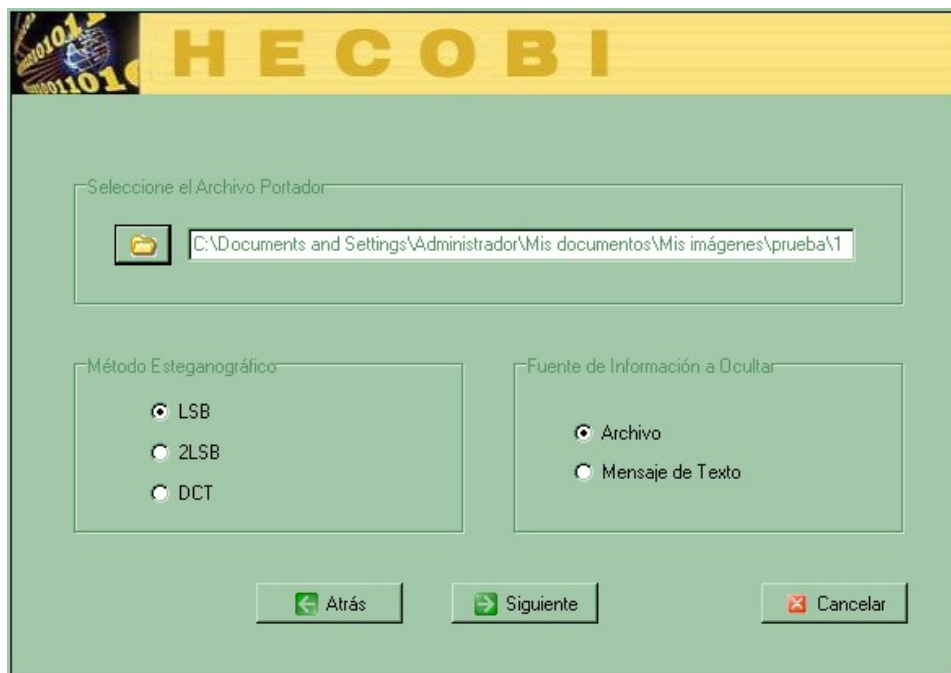 HECOBI
Seleccione el Archivo Portador
C:\Documents and Settings\Administrador\Mis documentos\Mis imágenes\prueba\1
Método Esteganográfico
LSB
2LSB
DCT
Fuente de Información a Ocultar
Archivo
Mensaje de Texto
Atrás
Siguiente
Cancelar